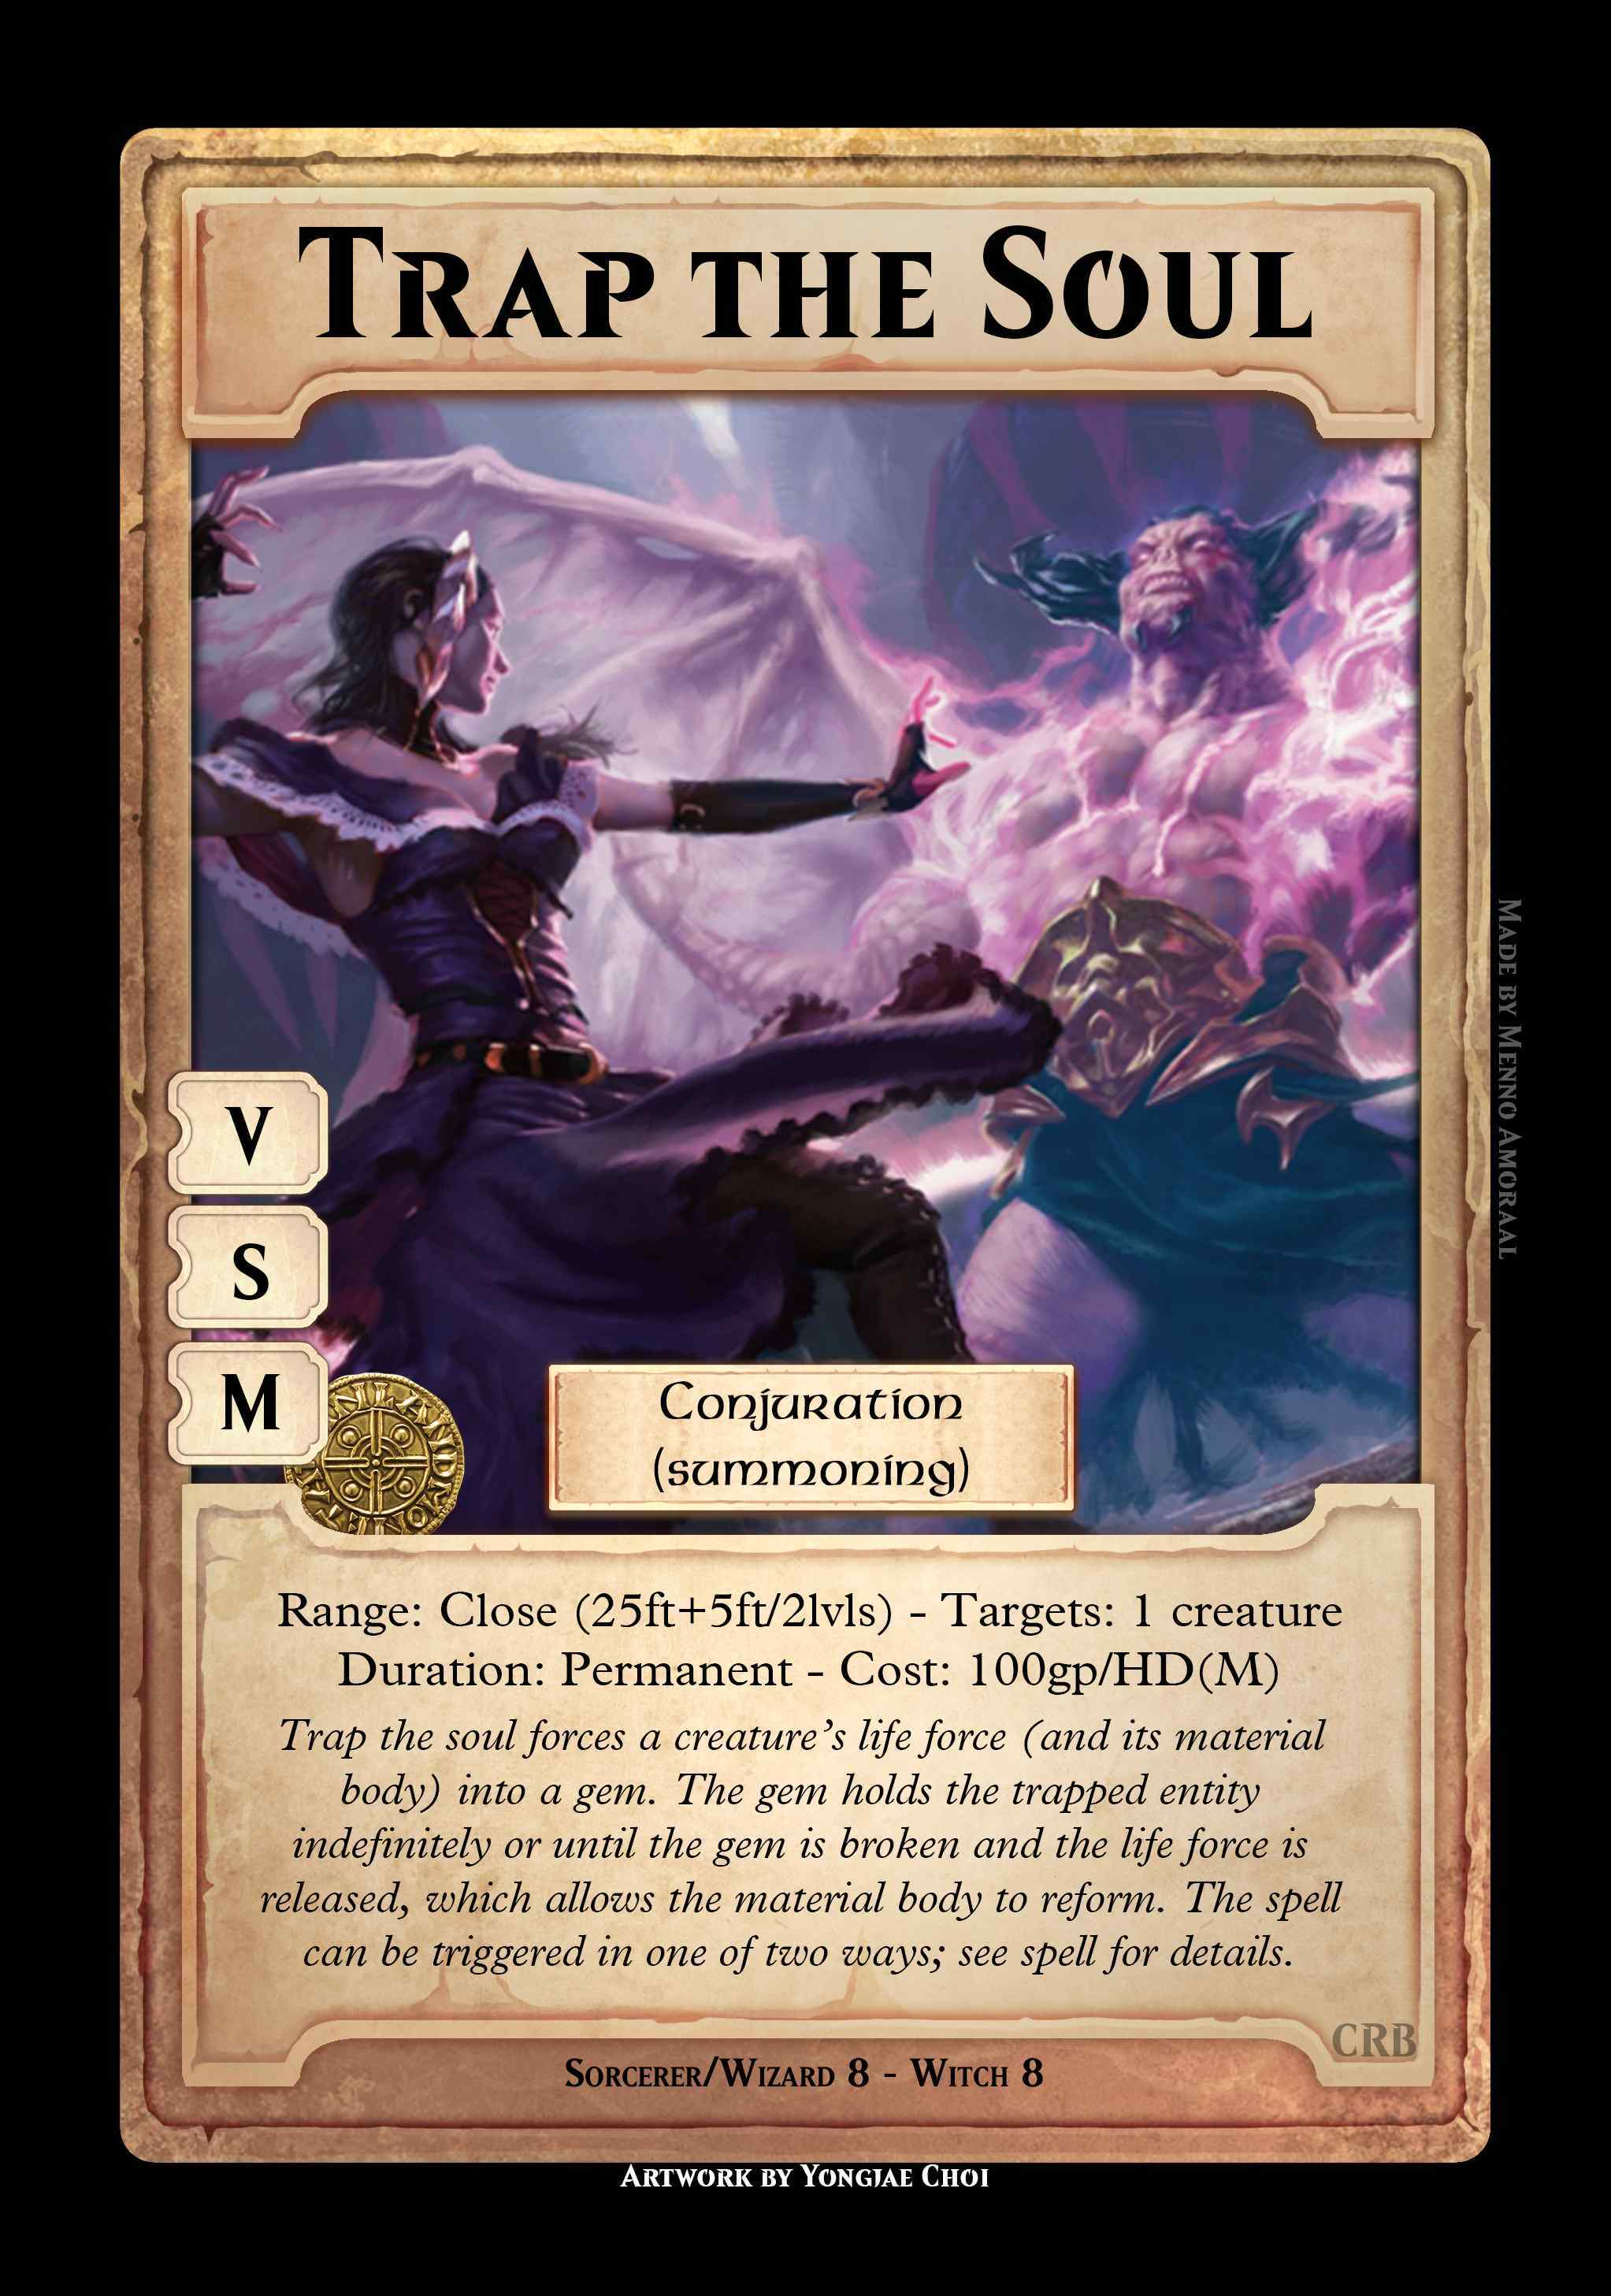 Trap the Soul
V
S
M
Conjuration
(summoning)
Range: Close (25ft+5ft/2lvls) - Targets: 1 creature
Duration: Permanent - Cost: 100gp/HD(M)
Trap the soul forces a creature’s life force (and its material
body) into a gem. The gem holds the trapped entity
indefinitely or until the gem is broken and the life force is
released, which allows the material body to reform. The spell
can be triggered in one of two ways; see spell for details.
CRB
Sorcerer/Wizard 8 - Witch 8
Artwork by Yongjae Choi
Made by Menno Amoraal